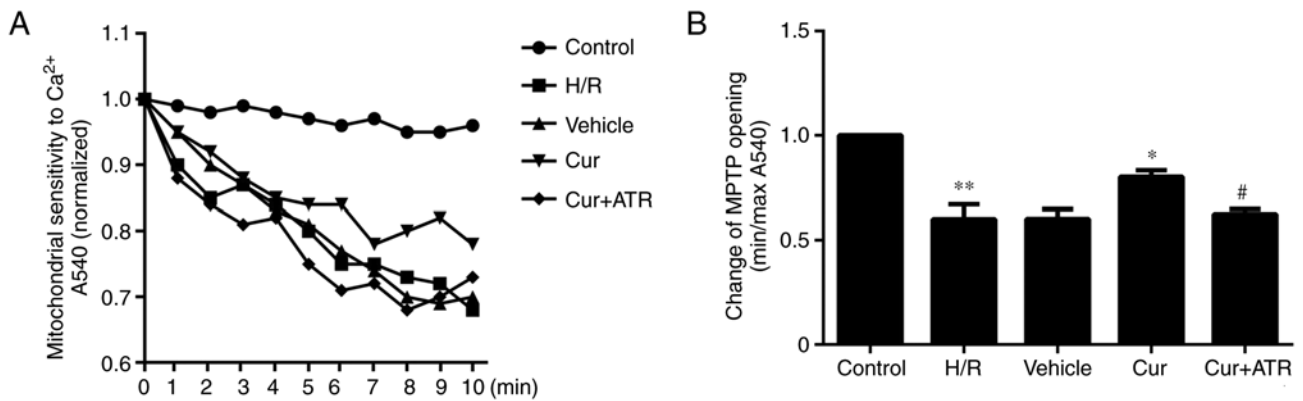 A
Mitochondrial sensitivity to Ca²⁺
A540 (normalized)
1.1
1.0
0.9
0.8
0.7
0.6
0 1 2 3 4 5 6 7 8 9 10 (min)
Control
H/R
Vehicle
Cur
Cur+ATR
B
Change of MPTP opening
(min/max A540)
1.5
1.0
0.5
0
**
*
#
Control H/R Vehicle Cur Cur+ATR